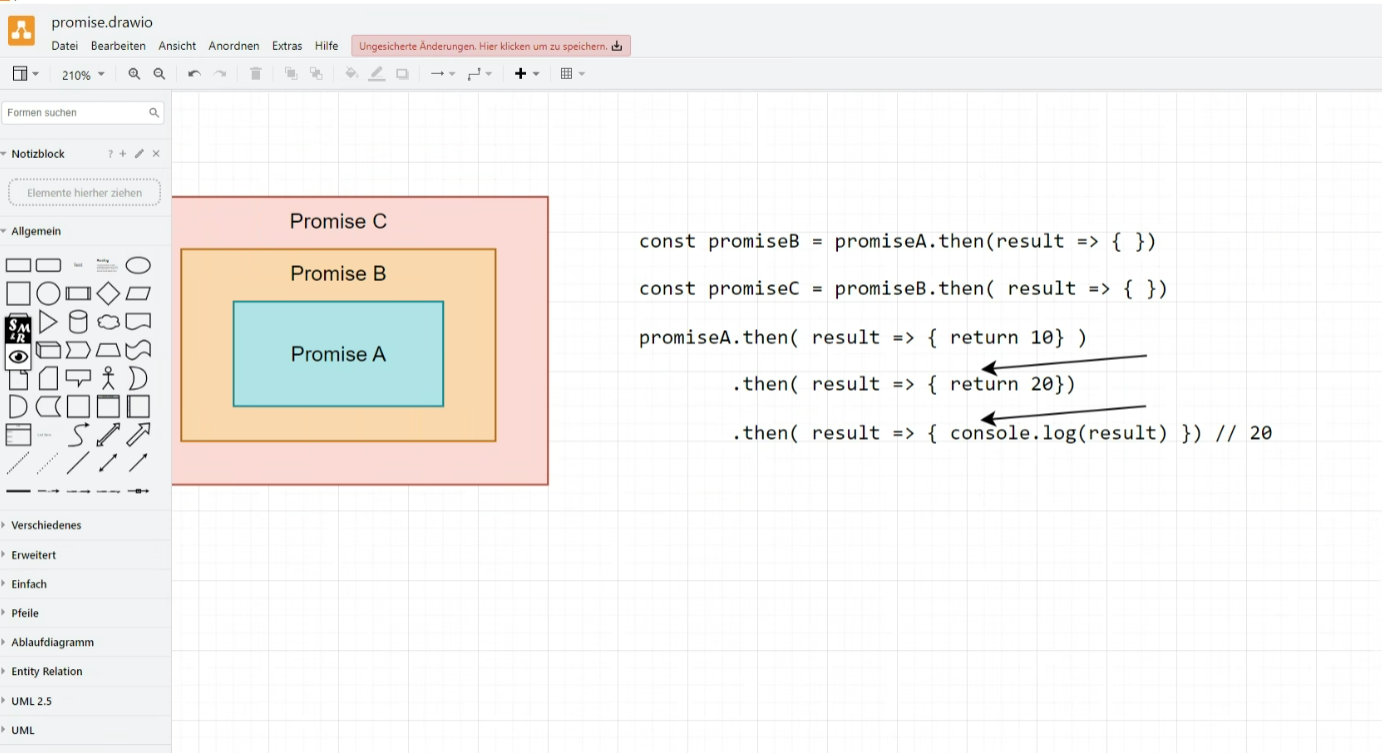 promise.drawio
Datei Bearbeiten Ansicht Anordnen Extras Hilfe Ungesicherte Änderungen. Hier klicken um zu speichern.
210%
Formen suchen
Notizblock
Elemente hierher ziehen
Allgemein
Verschiedenes
Erweitert
Einfach
Pfeile
Ablaufdiagramm
Entity Relation
UML 2.5
UML
Promise C
Promise B
Promise A
const promiseB = promiseA.then(result => { })
const promiseC = promiseB.then( result => { })
promiseA.then( result => { return 10} )
.then( result => { return 20})
.then( result => { console.log(result) }) // 20